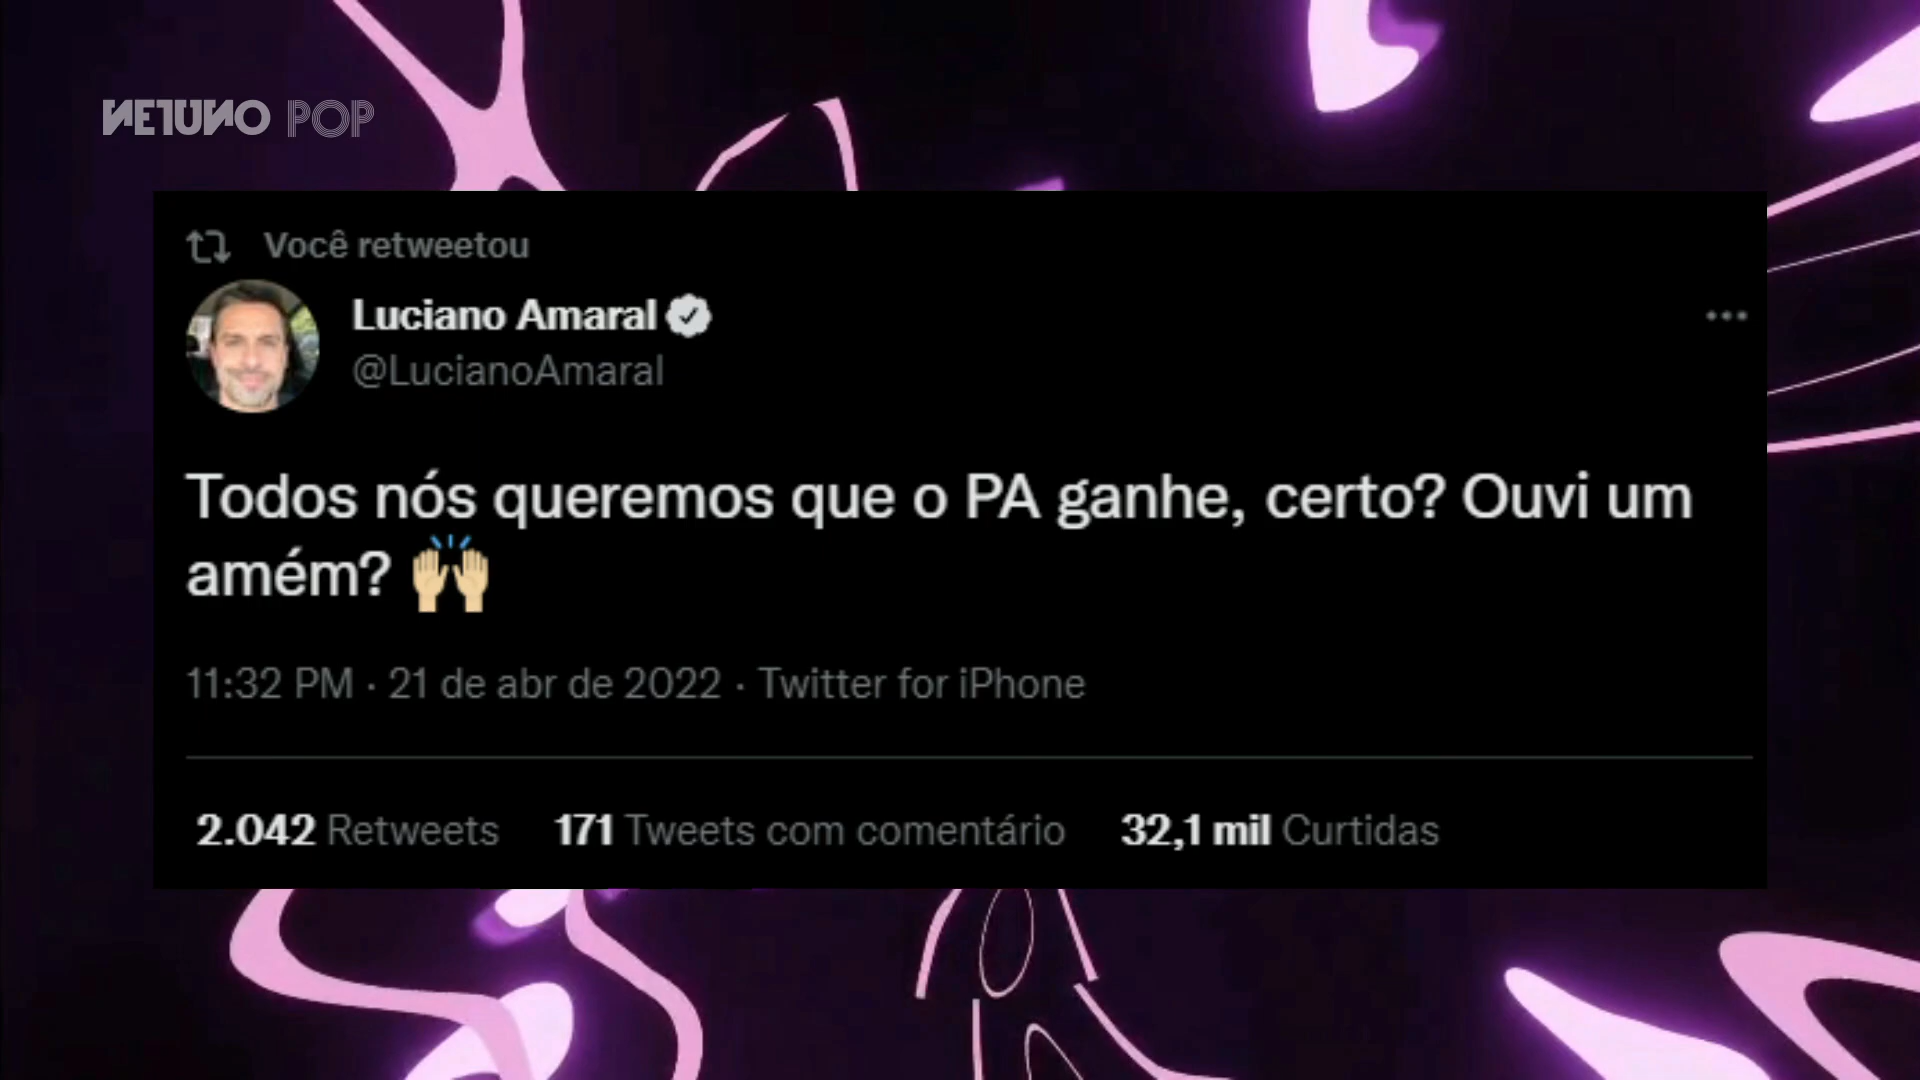 NETUNO POP
Você retweetou
Luciano Amaral
@LucianoAmaral
Todos nós queremos que o PA ganhe, certo? Ouvi um
amém? 🙌🏼
11:32 PM · 21 de abr de 2022 · Twitter for iPhone
2.042 Retweets 171 Tweets com comentário 32,1 mil Curtidas